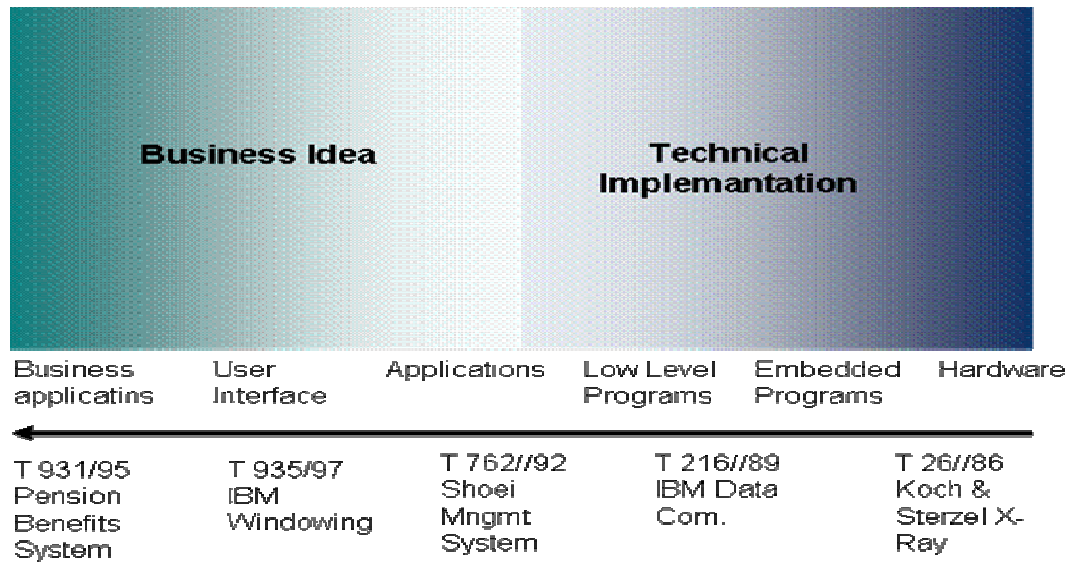 Business Idea
Technical
Implemantation
Business
applicatins
User
Interface
Applications
Low Level
Programs
Embedded
Programs
Hardware
T 931/95
Pension
Benefits
System
T 935/97
IBM
Windowing
T 762//92
Shoei
Mngmt
System
T 216//89
IBM Data
Com.
T 26//86
Koch &
Sterzel X-
Ray